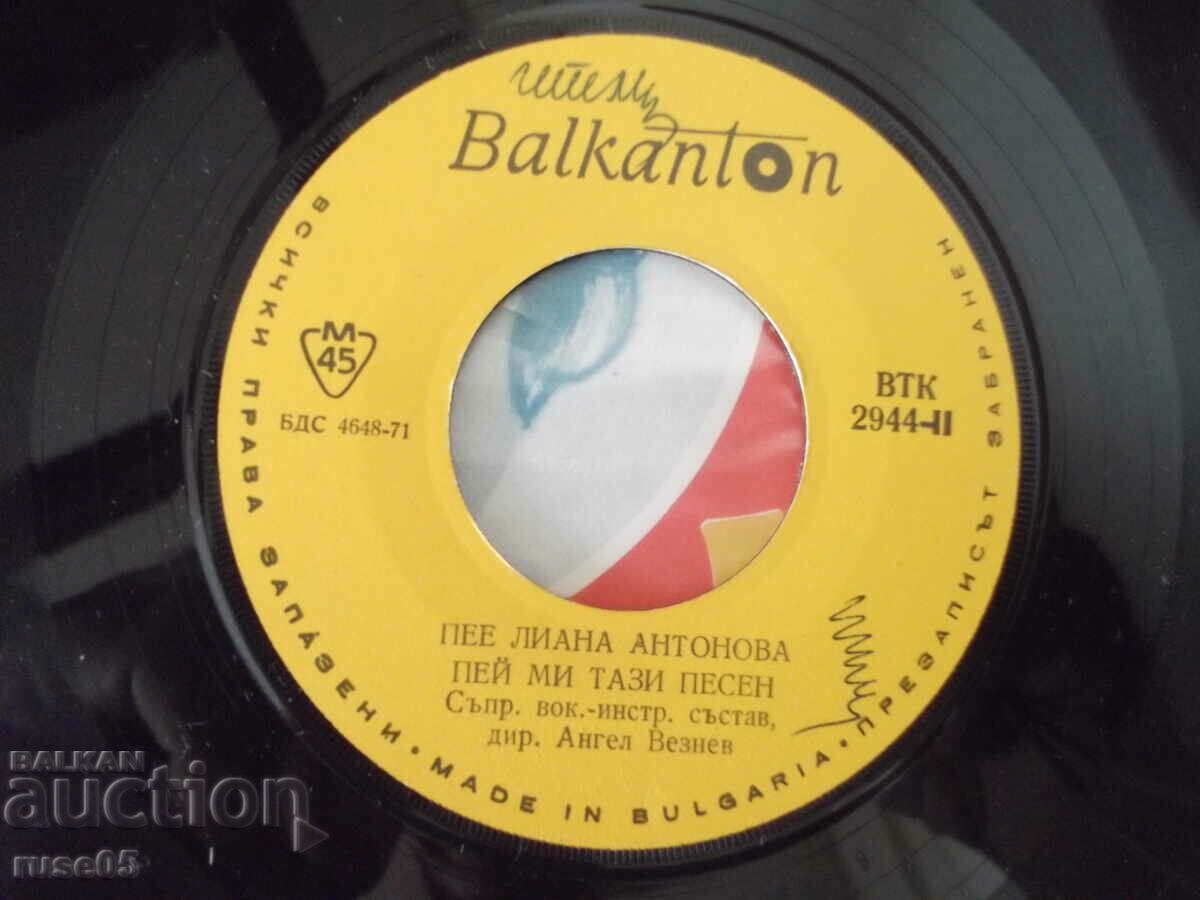 Balkanton
М
45
БДС 4648-71
ВТК
2944-II
ПЕЕ ЛИАНА АНТОНОВА
ПЕЙ МИ ТАЗИ ПЕСЕН
Съпр. вок.-инстр. състав,
дир. Ангел Везнев
ВСИЧКИ ПРАВА ЗАПАЗЕНИ • MADE IN BULGARIA • ПРЕЗАПИСЪТ ЗАБРАНЕН
BALKAN
auction
ruse05